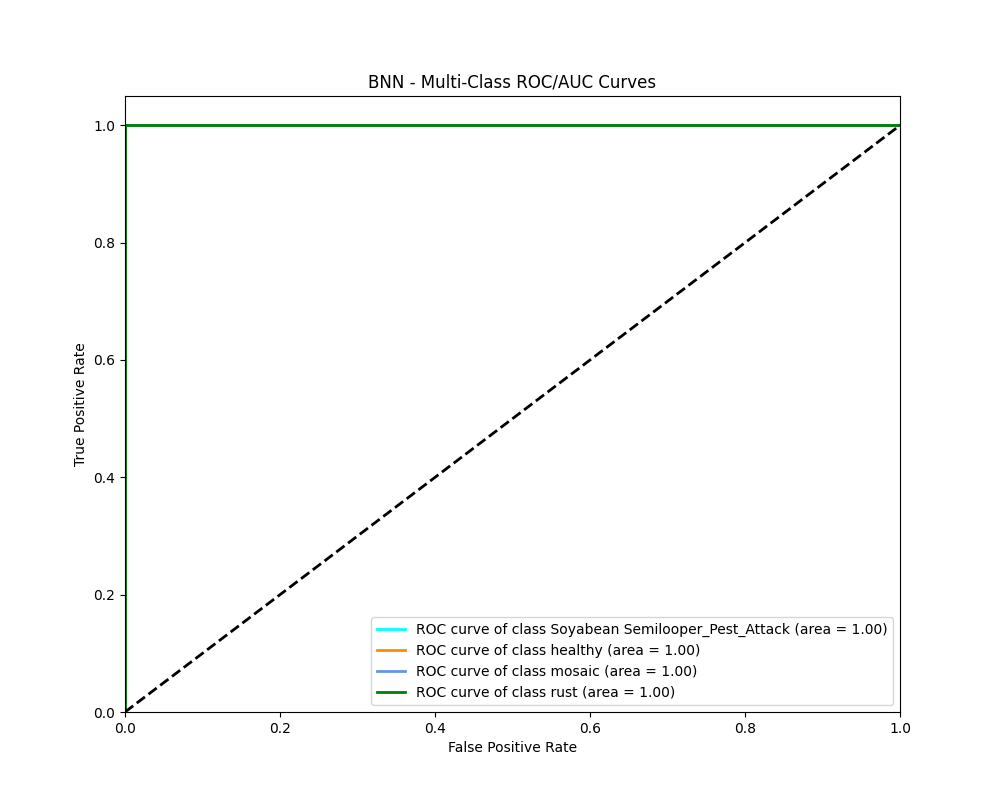 BNN - Multi-Class ROC/AUC Curves
1.0
0.8
0.6
0.4
0.2
0.0
True Positive Rate
ROC curve of class Soyabean Semilooper_Pest_Attack (area = 1.00)
ROC curve of class healthy (area = 1.00)
ROC curve of class mosaic (area = 1.00)
ROC curve of class rust (area = 1.00)
0.0 0.2 0.4 0.6 0.8 1.0
False Positive Rate